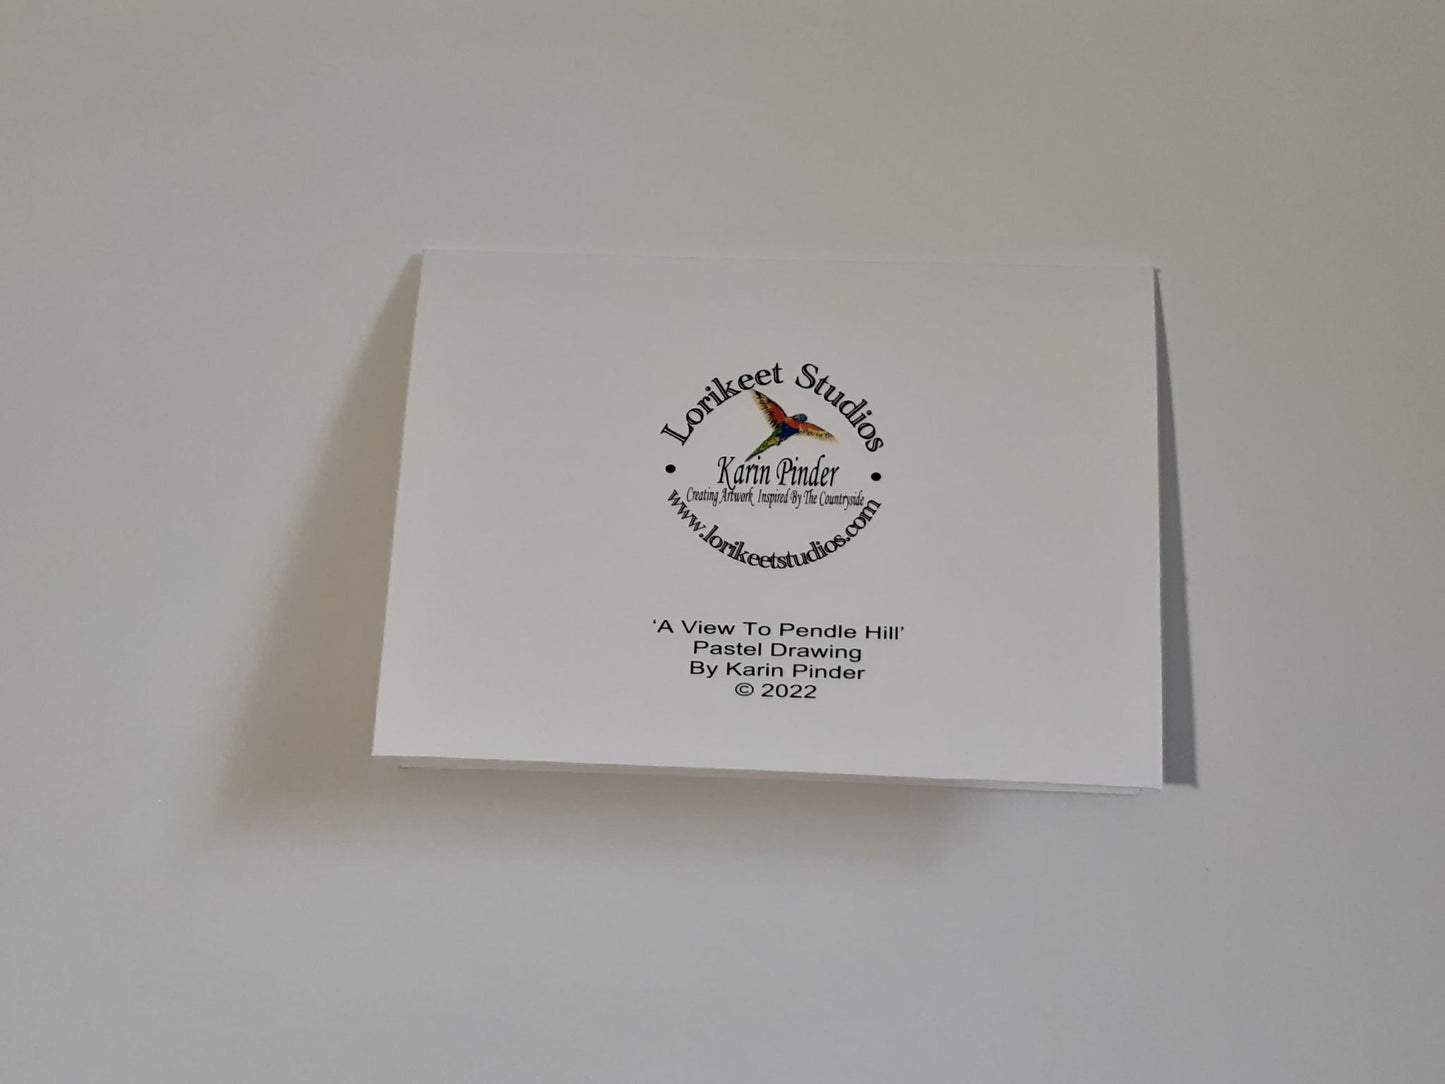 Lorikeet Studios
Karin Pinder
Creating Artwork Inspired By The Countryside
www.lorikeetstudios.com
‘A View To Pendle Hill’
Pastel Drawing
By Karin Pinder
© 2022